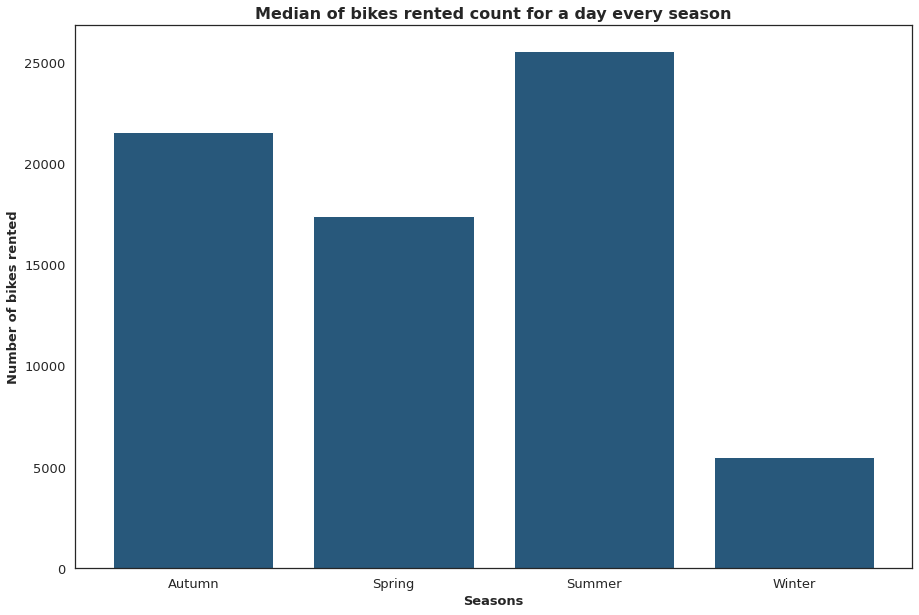 Median of bikes rented count for a day every season
Number of bikes rented
25000
20000
15000
10000
5000
0
Autumn Spring Summer Winter
Seasons